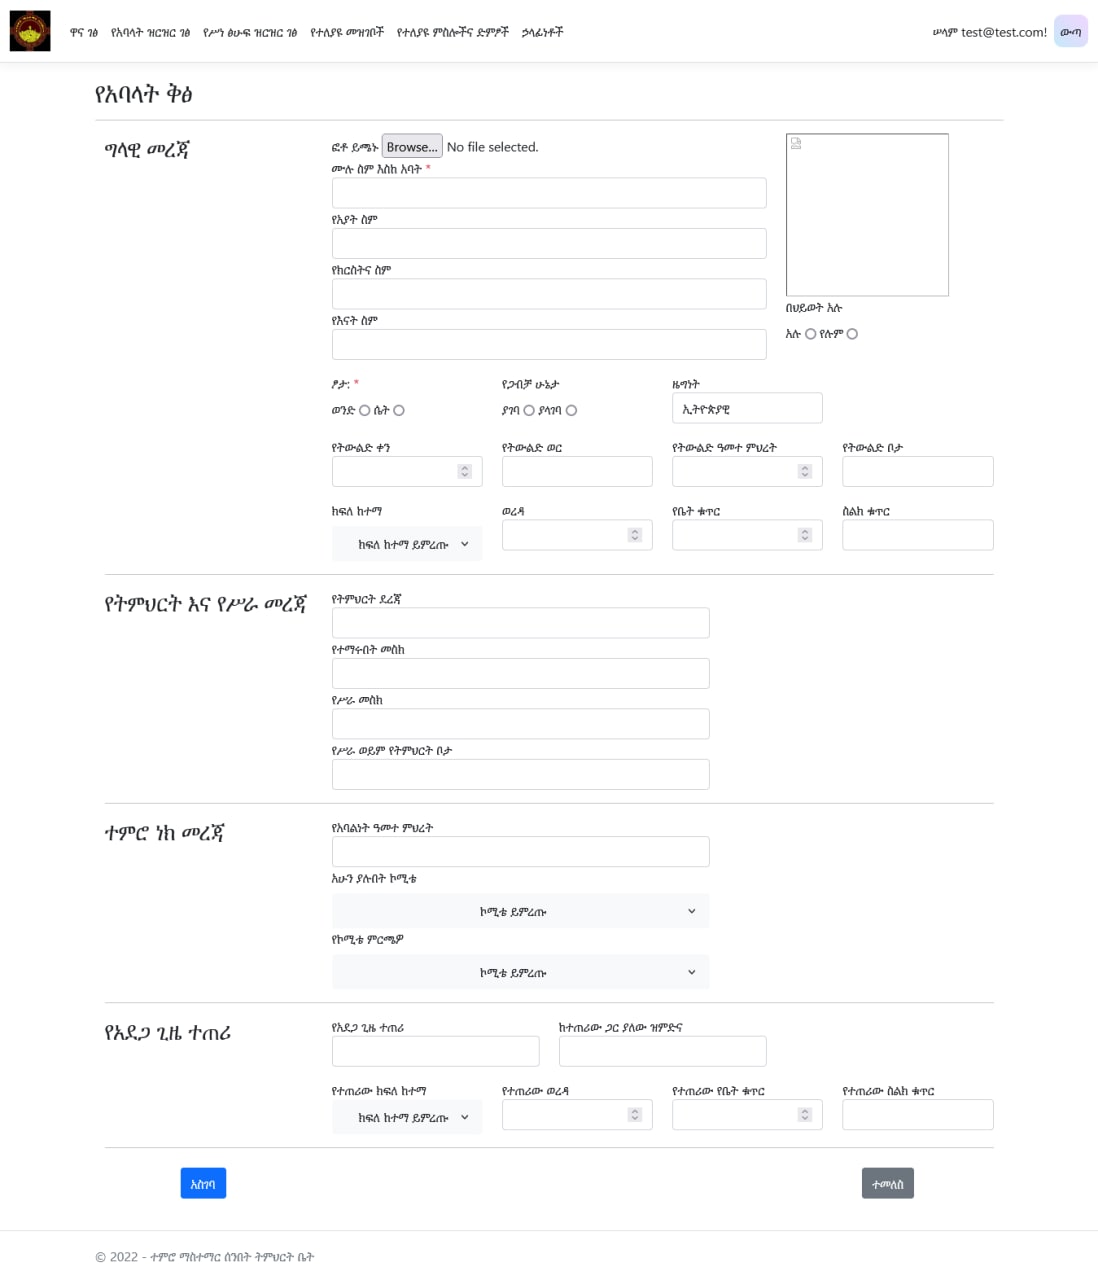 ዋና ገፅ የአባላት ዝርዝር ገፅ የሥነ ፅሁፍ ዝርዝር ገፅ የተለያዩ መዝገቦች የተለያዩ ምስሎችና ድምፆች ኃላፊነቶች ሠላም test@test.com! ውጣ
የአባላት ቅፅ
ግላዊ መረጃ
ፎቶ ይጫኑ Browse... No file selected.
ሙሉ ስም እስከ አባት *
የአያት ስም
የክርስትና ስም
የእናት ስም
በህይወት አሉ
አሉ የሉም
ፆታ: * የጋብቻ ሁኔታ ዜግነት
ወንድ ሴት ያገባ ያላገባ ኢትዮጵያዊ
የትውልድ ቀን የትውልድ ወር የትውልድ ዓመተ ምህረት የትውልድ ቦታ
ክፍለ ከተማ ወረዳ የቤት ቁጥር ስልክ ቁጥር
ክፍለ ከተማ ይምረጡ
የትምህርት እና የሥራ መረጃ
የትምህርት ደረጃ
የተማሩበት መስክ
የሥራ መስክ
የሥራ ወይም የትምህርት ቦታ
ተምሮ ነክ መረጃ
የአባልነት ዓመተ ምህረት
አሁን ያሉበት ኮሚቴ
ኮሚቴ ይምረጡ
የኮሚቴ ምርጫዎ
ኮሚቴ ይምረጡ
የአደጋ ጊዜ ተጠሪ
የአደጋ ጊዜ ተጠሪ ከተጠሪው ጋር ያለው ዝምድና
የተጠሪው ክፍለ ከተማ የተጠሪው ወረዳ የተጠሪው የቤት ቁጥር የተጠሪው ስልክ ቁጥር
ክፍለ ከተማ ይምረጡ
አስገባ ተመለስ
© 2022 - ተምሮ ማስተማር ሰንበት ትምህርት ቤት